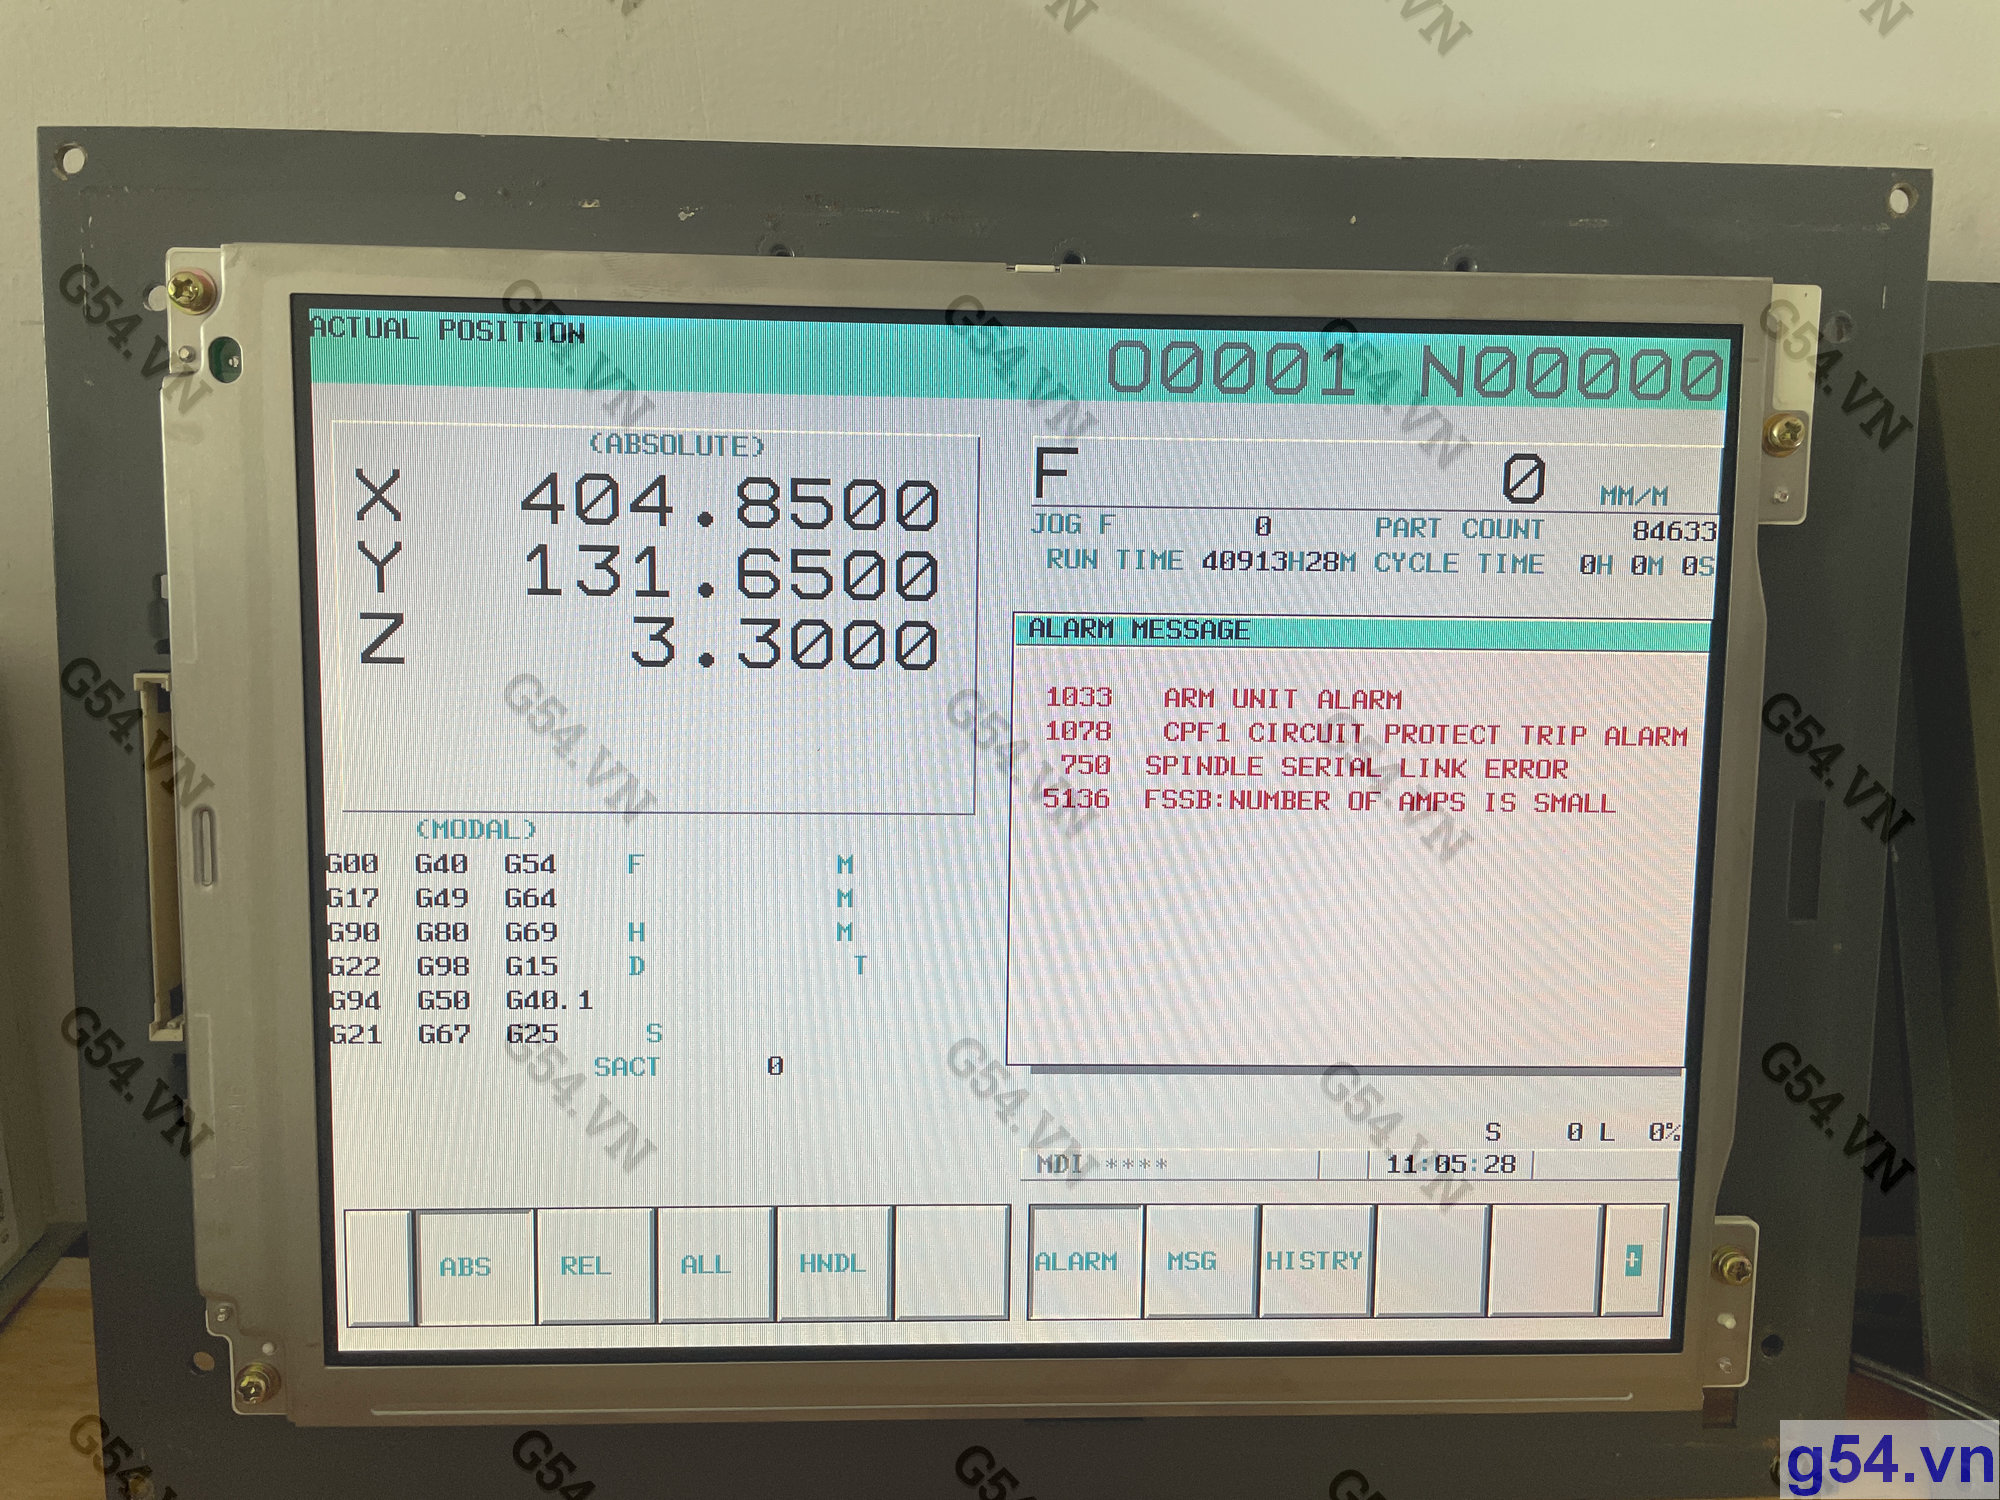 ACTUAL POSITION
O0001 N00000
(ABSOLUTE)
X 404.8500
Y 131.6500
Z 3.3000
F 0 MM/M
JOG F 0 PART COUNT 84633
RUN TIME 40913H28M CYCLE TIME 0H 0M 0S
ALARM MESSAGE
1033 ARM UNIT ALARM
1078 CPF1 CIRCUIT PROTECT TRIP ALARM
750 SPINDLE SERIAL LINK ERROR
5136 FSSB:NUMBER OF AMPS IS SMALL
(MODAL)
G00 G40 G54 F M
G17 G49 G64 M
G90 G80 G69 H M
G22 G98 G15 D T
G94 G50 G40.1
G21 G67 G25 S
SACT 0
S 0 L 0%
MDI **** 11:05:28
ABS REL ALL HNDL
ALARM MSG HISTRY +
G54.VN
g54.vn